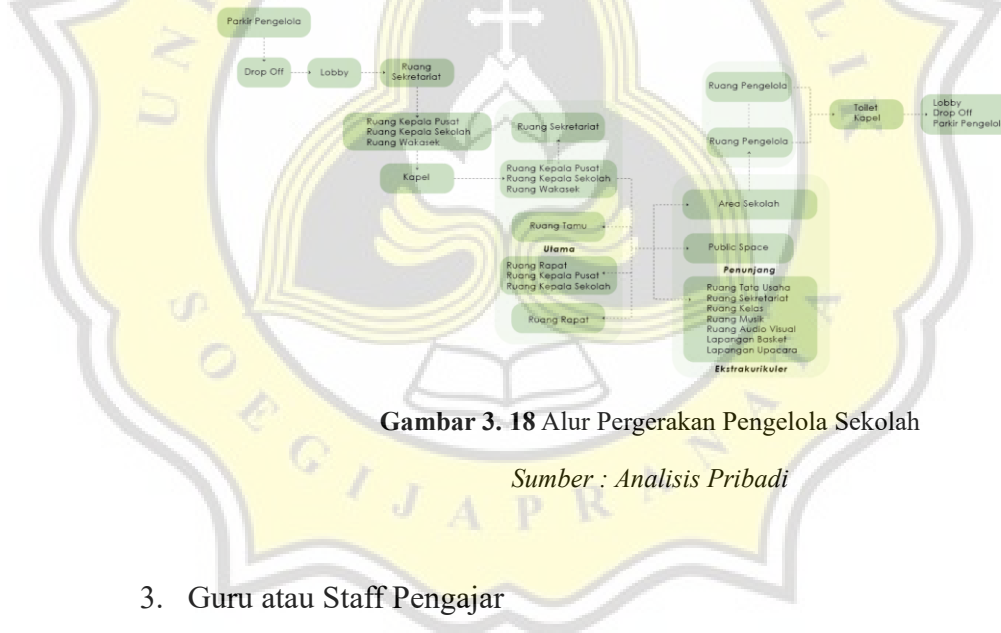 Parkir Pengelola
Drop Off
Lobby
Ruang
Sekretariat
Ruang Kepala Pusat
Ruang Kepala Sekolah
Ruang Wakasek
Kapel
Ruang Sekretariat
Ruang Kepala Pusat
Ruang Kepala Sekolah
Ruang Wakasek
Ruang Tamu
Utama
Ruang Rapat
Ruang Kepala Pusat
Ruang Kepala Sekolah
Ruang Rapat
Ruang Pengelola
Ruang Pengelola
Area Sekolah
Public Space
Penunjang
Ruang Tata Usaha
Ruang Sekretariat
Ruang Kelas
Ruang Musik
Ruang Audio Visual
Lapangan Basket
Lapangan Upacara
Ekstrakurikuler
Toilet
Kapel
Lobby
Drop Off
Parkir Pengelol
Gambar 3. 18 Alur Pergerakan Pengelola Sekolah
Sumber : Analisis Pribadi
3. Guru atau Staff Pengajar
SOEGIJAPRANATA